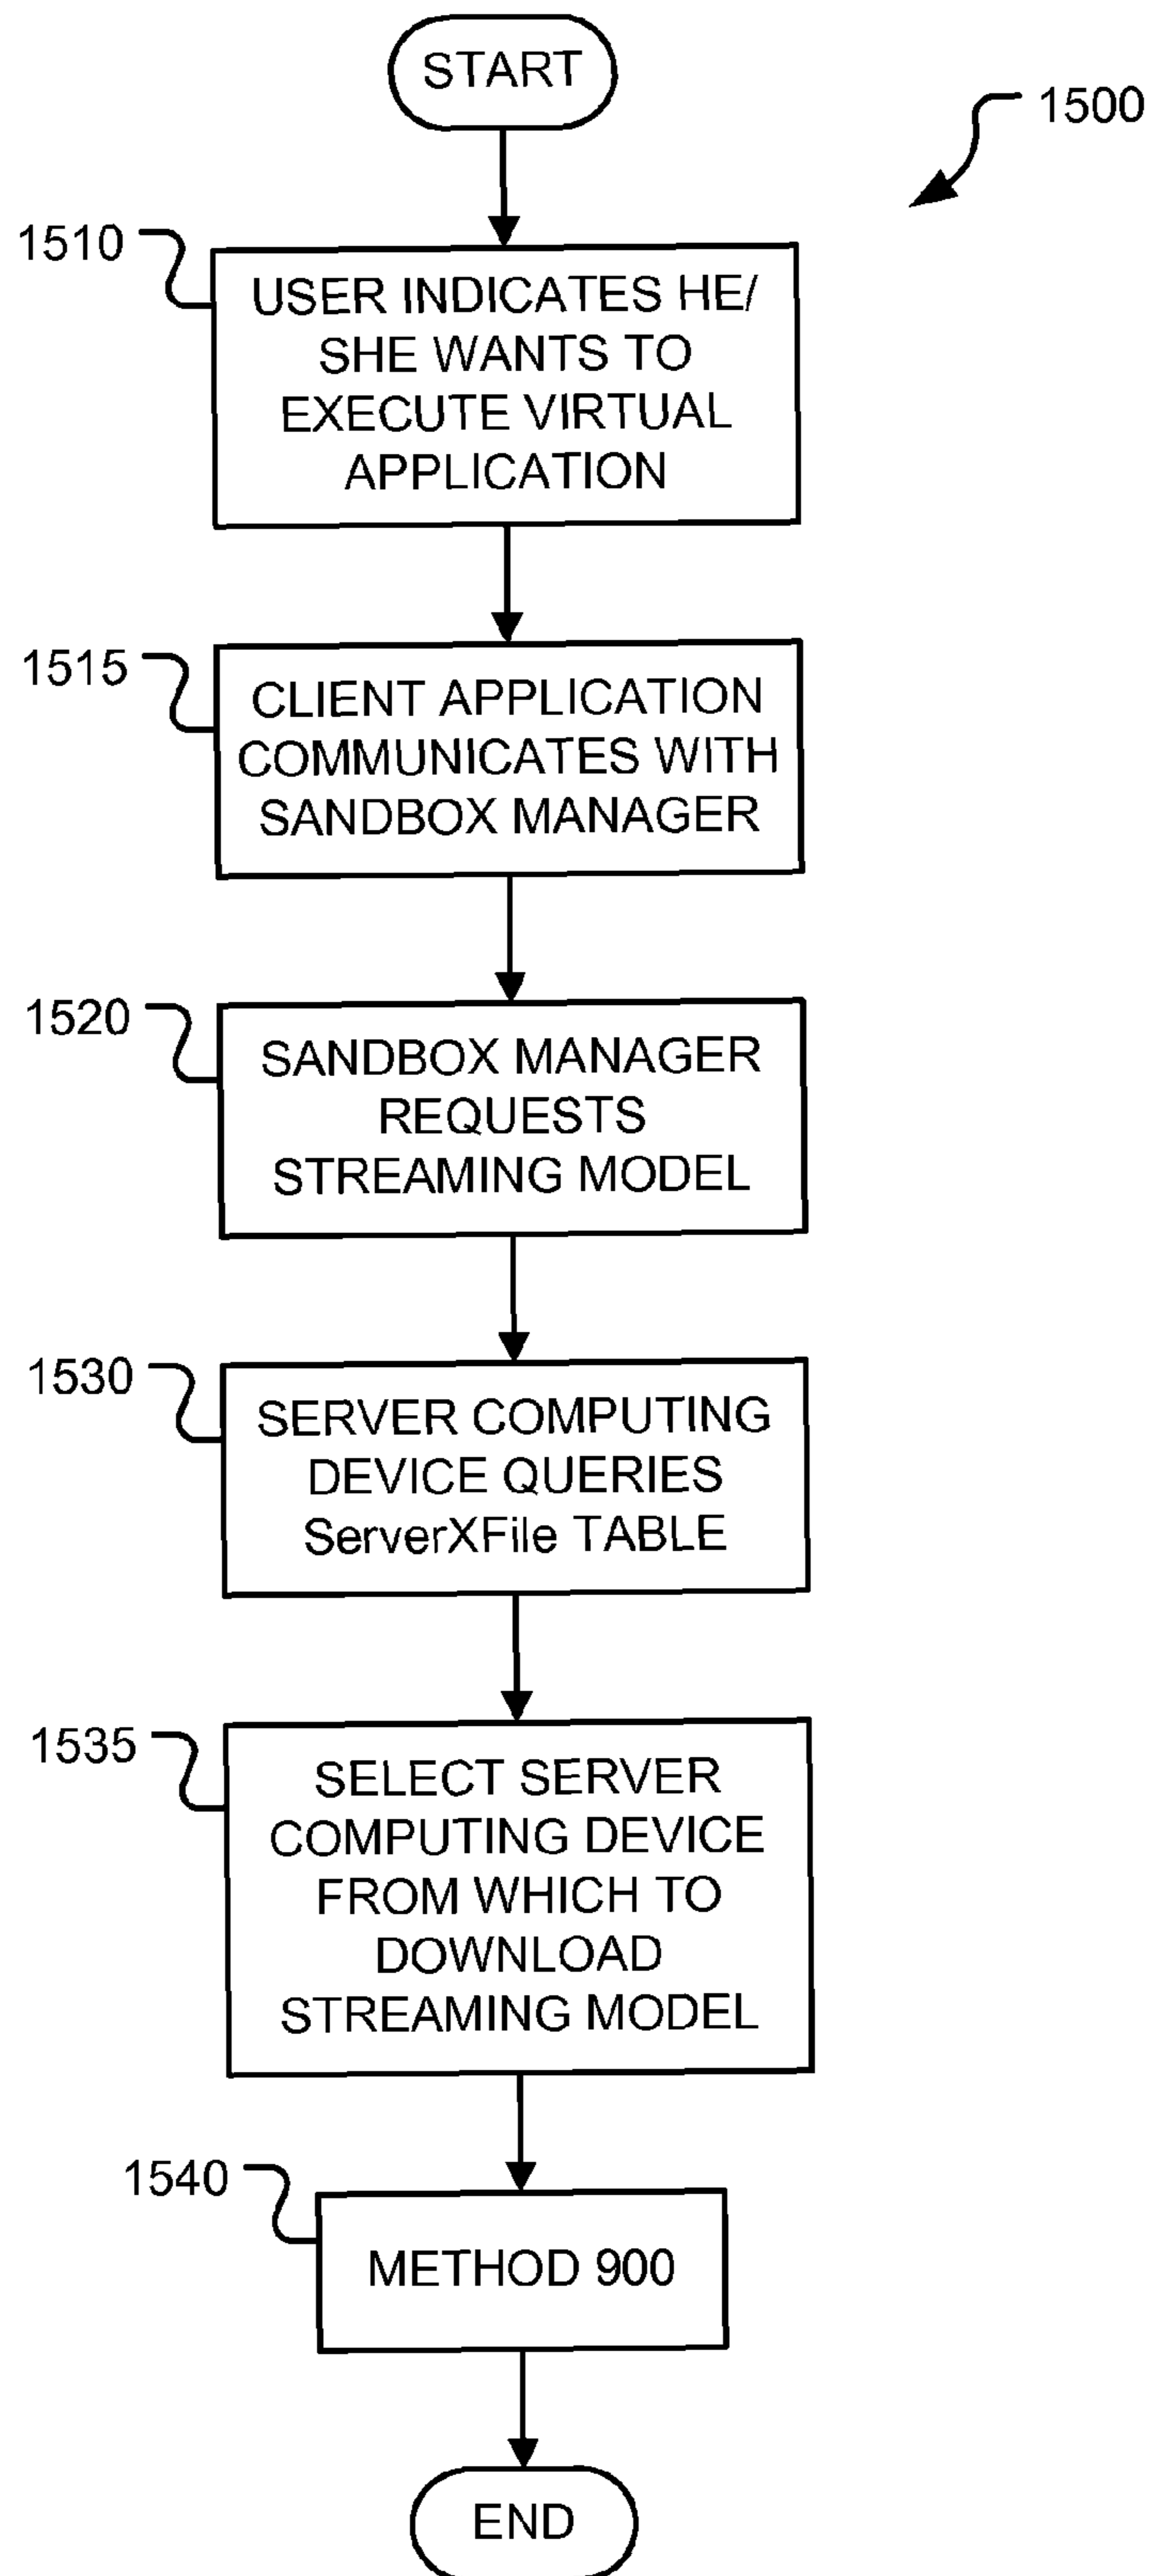 START
1500
1510
USER INDICATES HE/
SHE WANTS TO
EXECUTE VIRTUAL
APPLICATION
1515
CLIENT APPLICATION
COMMUNICATES WITH
SANDBOX MANAGER
1520
SANDBOX MANAGER
REQUESTS
STREAMING MODEL
1530
SERVER COMPUTING
DEVICE QUERIES
ServerXFile TABLE
1535
SELECT SERVER
COMPUTING DEVICE
FROM WHICH TO
DOWNLOAD
STREAMING MODEL
1540
METHOD 900
END